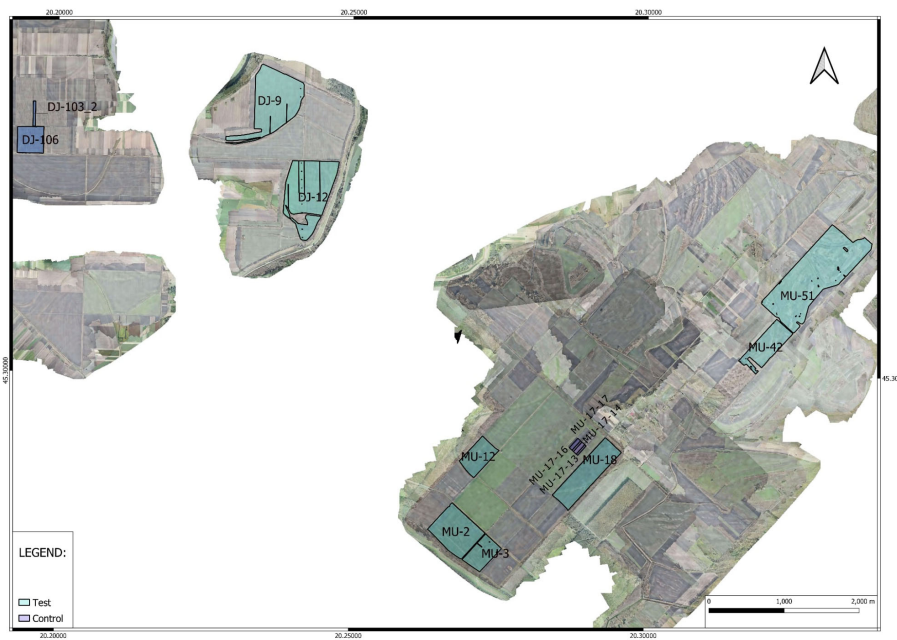 20.20000
20.25000
20.30000
DJ-103_2
DJ-106
DJ-9
DJ-12
MU-51
MU-42
MU-17-17
MU-17-14
MU-17-16
MU-17-13
MU-18
MU-12
MU-2
MU-3
45.30000
45.30
LEGEND:
Test
Control
0 1,000 2,000 m
20.20000
20.25000
20.30000